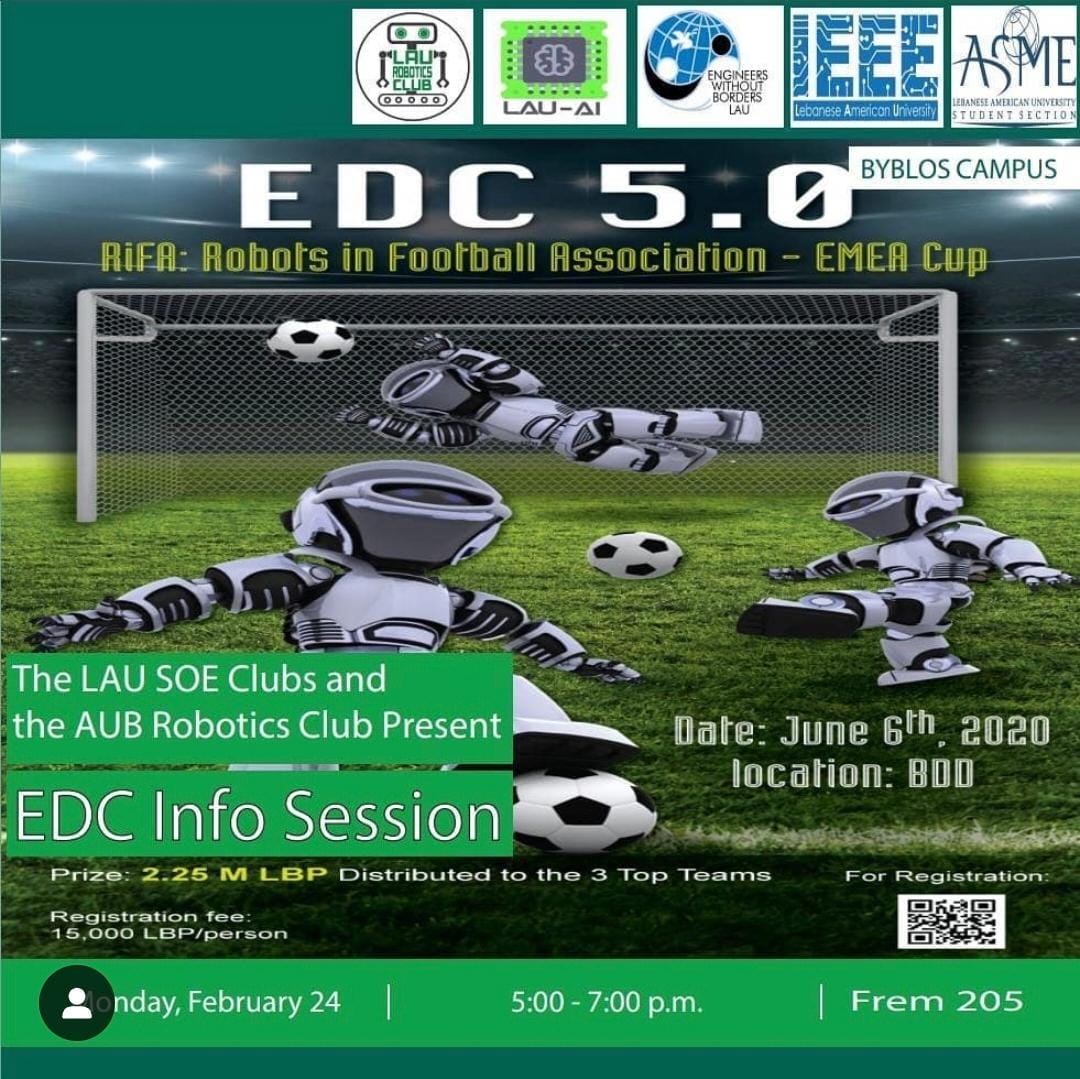 LAU
ROBOTICS
CLUB
LAU-AI
ENGINEERS
WITHOUT
BORDERS
LAU
IEEE
Lebanese American University
ASME
LEBANESE AMERICAN UNIVERSITY
STUDENT SECTION
BYBLOS CAMPUS
EDC 5.0
RiFA: Robots in Football Association - EMEA Cup
The LAU SOE Clubs and
the AUB Robotics Club Present
EDC Info Session
Date: June 6th, 2020
location: BDD
Prize: 2.25 M LBP Distributed to the 3 Top Teams
For Registration:
Registration fee:
15,000 LBP/person
Monday, February 24 | 5:00 - 7:00 p.m. | Frem 205